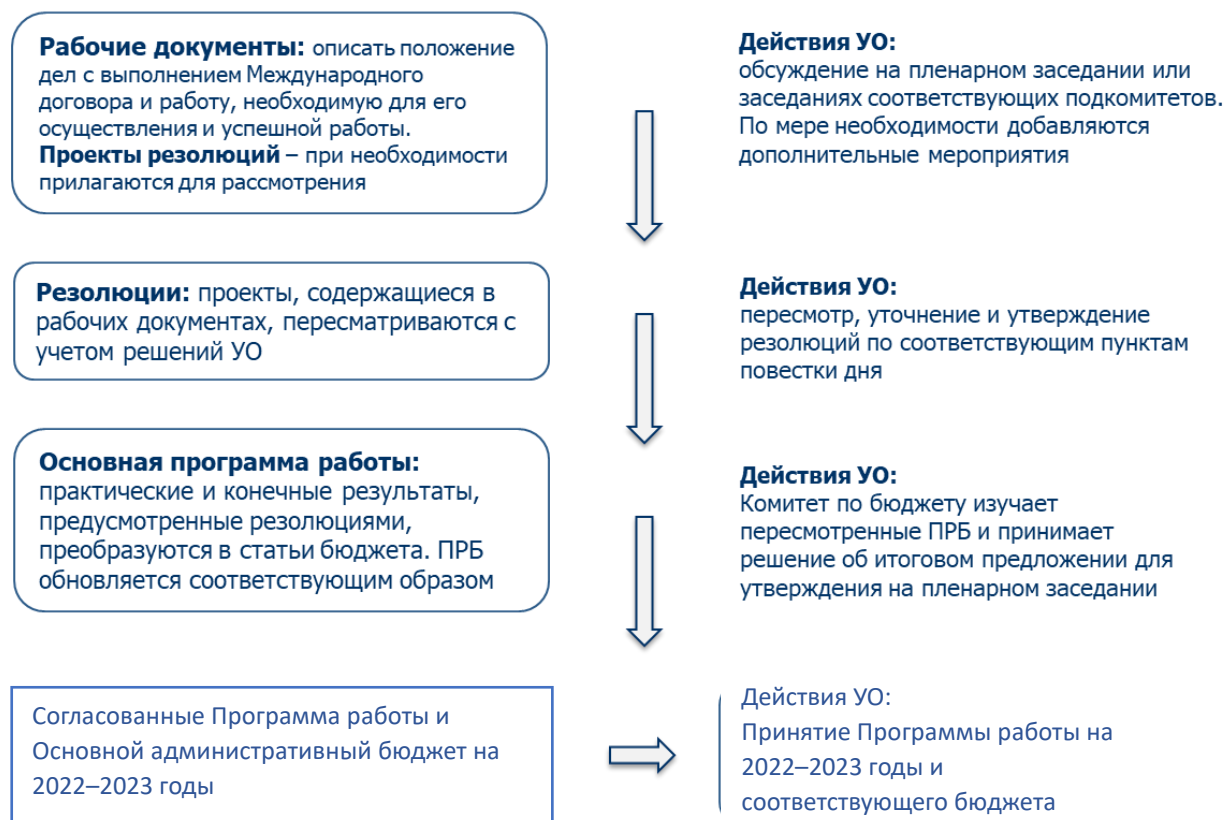 Рабочие документы: описать положение
дел с выполнением Международного
договора и работу, необходимую для его
осуществления и успешной работы.
Проекты резолюций – при необходимости
прилагаются для рассмотрения
Действия УО:
обсуждение на пленарном заседании или
заседаниях соответствующих подкомитетов.
По мере необходимости добавляются
дополнительные мероприятия
Резолюции: проекты, содержащиеся в
рабочих документах, пересматриваются с
учетом решений УО
Действия УО:
пересмотр, уточнение и утверждение
резолюций по соответствующим пунктам
повестки дня
Основная программа работы:
практические и конечные результаты,
предусмотренные резолюциями,
преобразуются в статьи бюджета. ПРБ
обновляется соответствующим образом
Действия УО:
Комитет по бюджету изучает
пересмотренные ПРБ и принимает
решение об итоговом предложении для
утверждения на пленарном заседании
Согласованные Программа работы и
Основной административный бюджет на
2022–2023 годы
Действия УО:
Принятие Программы работы на
2022–2023 годы и
соответствующего бюджета